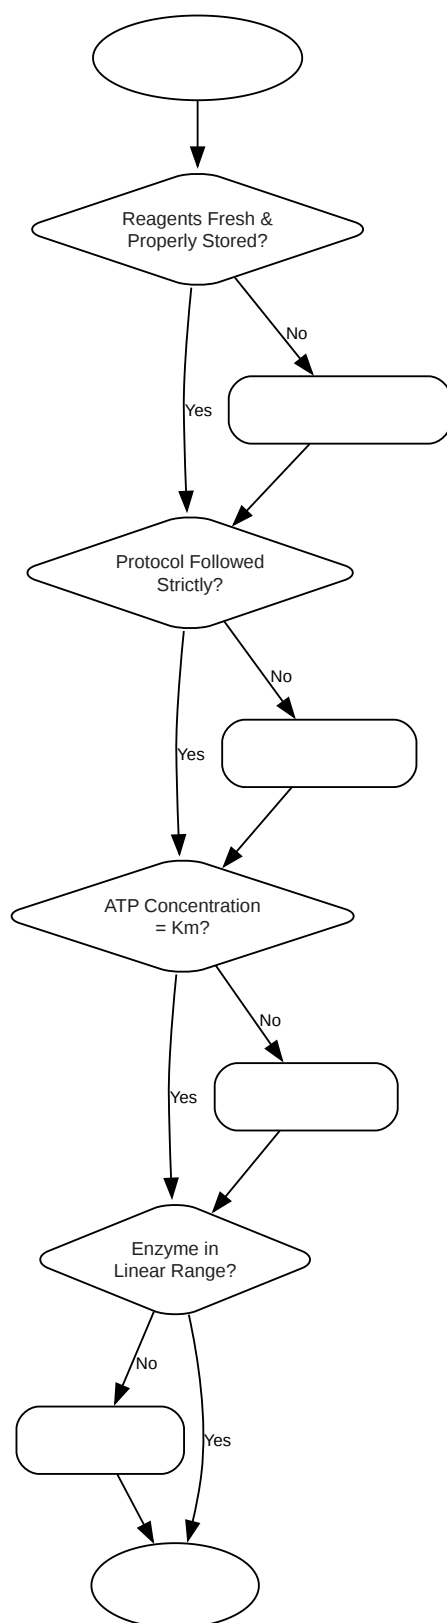 Reagents Fresh &
Properly Stored?
No
Yes
Protocol Followed
Strictly?
No
Yes
ATP Concentration
= Km?
No
Yes
Enzyme in
Linear Range?
No
Yes